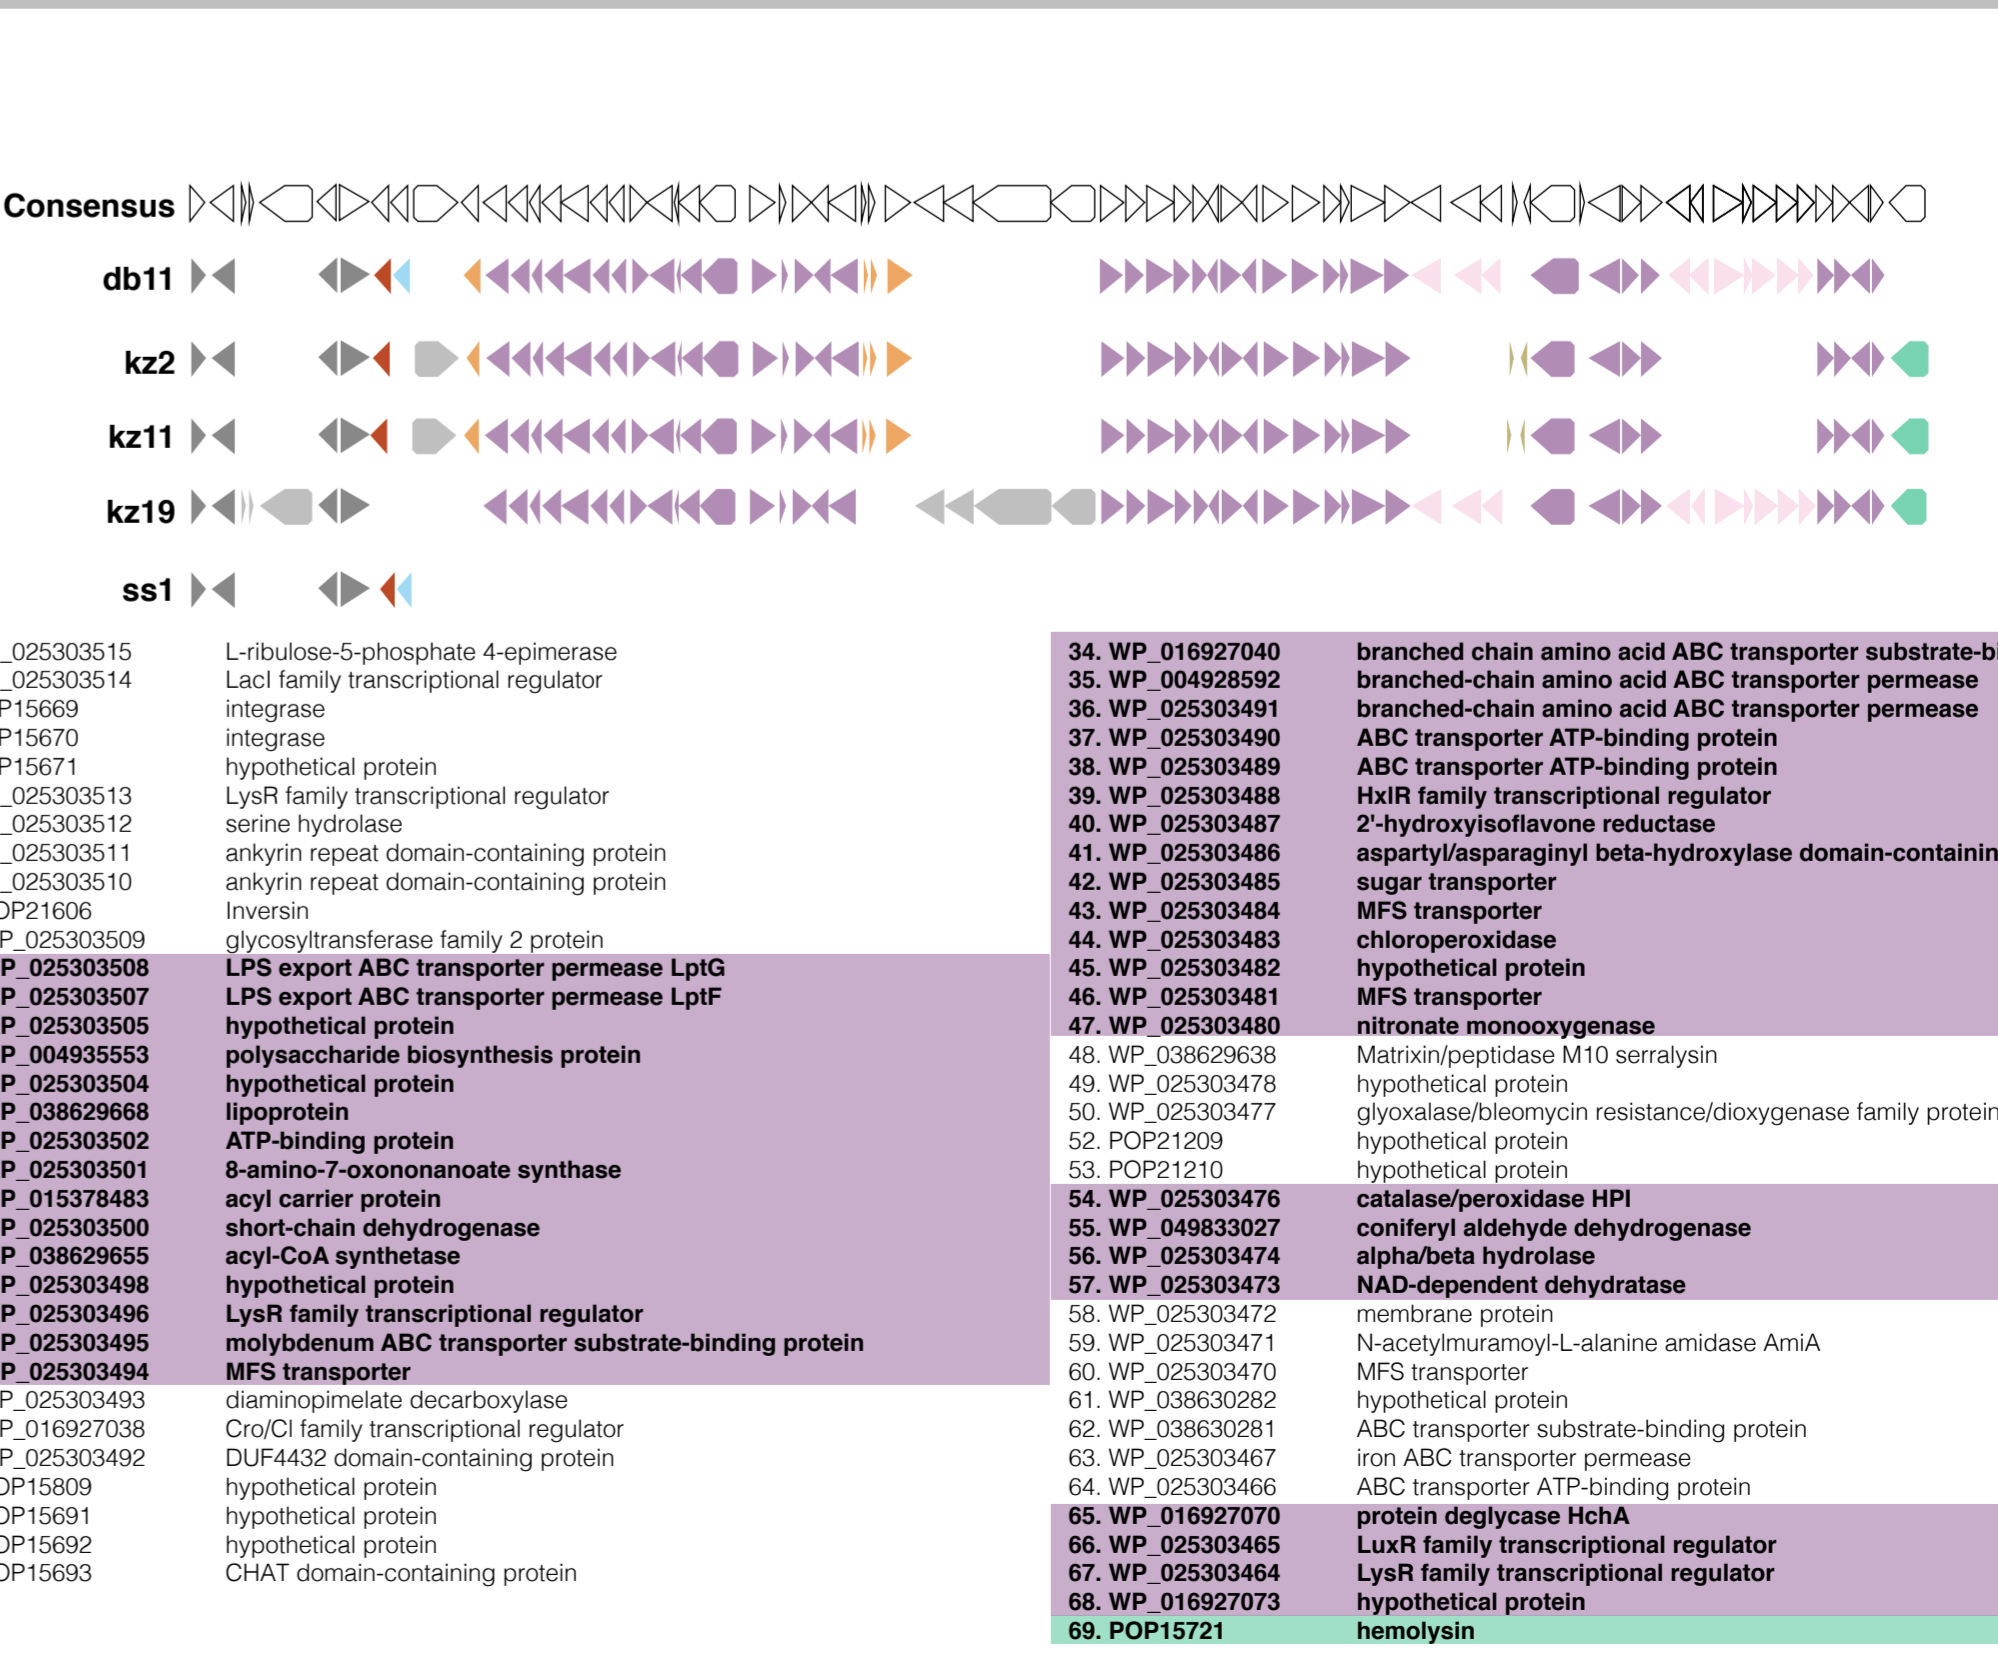 Consensus
db11
kz2
kz11
kz19
ss1
_025303515 L-ribulose-5-phosphate 4-epimerase
_025303514 LacI family transcriptional regulator
P15669 integrase
P15670 integrase
P15671 hypothetical protein
_025303513 LysR family transcriptional regulator
_025303512 serine hydrolase
_025303511 ankyrin repeat domain-containing protein
_025303510 ankyrin repeat domain-containing protein
OP21606 Inversin
P_025303509 glycosyltransferase family 2 protein
P_025303508 LPS export ABC transporter permease LptG
P_025303507 LPS export ABC transporter permease LptF
P_025303505 hypothetical protein
P_004935553 polysaccharide biosynthesis protein
P_025303504 hypothetical protein
P_038629668 lipoprotein
P_025303502 ATP-binding protein
P_025303501 8-amino-7-oxononanoate synthase
P_015378483 acyl carrier protein
P_025303500 short-chain dehydrogenase
P_038629655 acyl-CoA synthetase
P_025303498 hypothetical protein
P_025303496 LysR family transcriptional regulator
P_025303495 molybdenum ABC transporter substrate-binding protein
P_025303494 MFS transporter
P_025303493 diaminopimelate decarboxylase
P_016927038 Cro/CI family transcriptional regulator
P_025303492 DUF4432 domain-containing protein
OP15809 hypothetical protein
OP15691 hypothetical protein
OP15692 hypothetical protein
OP15693 CHAT domain-containing protein
34. WP_016927040 branched chain amino acid ABC transporter substrate-bi
35. WP_004928592 branched-chain amino acid ABC transporter permease
36. WP_025303491 branched-chain amino acid ABC transporter permease
37. WP_025303490 ABC transporter ATP-binding protein
38. WP_025303489 ABC transporter ATP-binding protein
39. WP_025303488 HxlR family transcriptional regulator
40. WP_025303487 2'-hydroxyisoflavone reductase
41. WP_025303486 aspartyl/asparaginyl beta-hydroxylase domain-containin
42. WP_025303485 sugar transporter
43. WP_025303484 MFS transporter
44. WP_025303483 chloroperoxidase
45. WP_025303482 hypothetical protein
46. WP_025303481 MFS transporter
47. WP_025303480 nitronate monooxygenase
48. WP_038629638 Matrixin/peptidase M10 serralysin
49. WP_025303478 hypothetical protein
50. WP_025303477 glyoxalase/bleomycin resistance/dioxygenase family protein
52. POP21209 hypothetical protein
53. POP21210 hypothetical protein
54. WP_025303476 catalase/peroxidase HPI
55. WP_049833027 coniferyl aldehyde dehydrogenase
56. WP_025303474 alpha/beta hydrolase
57. WP_025303473 NAD-dependent dehydratase
58. WP_025303472 membrane protein
59. WP_025303471 N-acetylmuramoyl-L-alanine amidase AmiA
60. WP_025303470 MFS transporter
61. WP_038630282 hypothetical protein
62. WP_038630281 ABC transporter substrate-binding protein
63. WP_025303467 iron ABC transporter permease
64. WP_025303466 ABC transporter ATP-binding protein
65. WP_016927070 protein deglycase HchA
66. WP_025303465 LuxR family transcriptional regulator
67. WP_025303464 LysR family transcriptional regulator
68. WP_016927073 hypothetical protein
69. POP15721 hemolysin